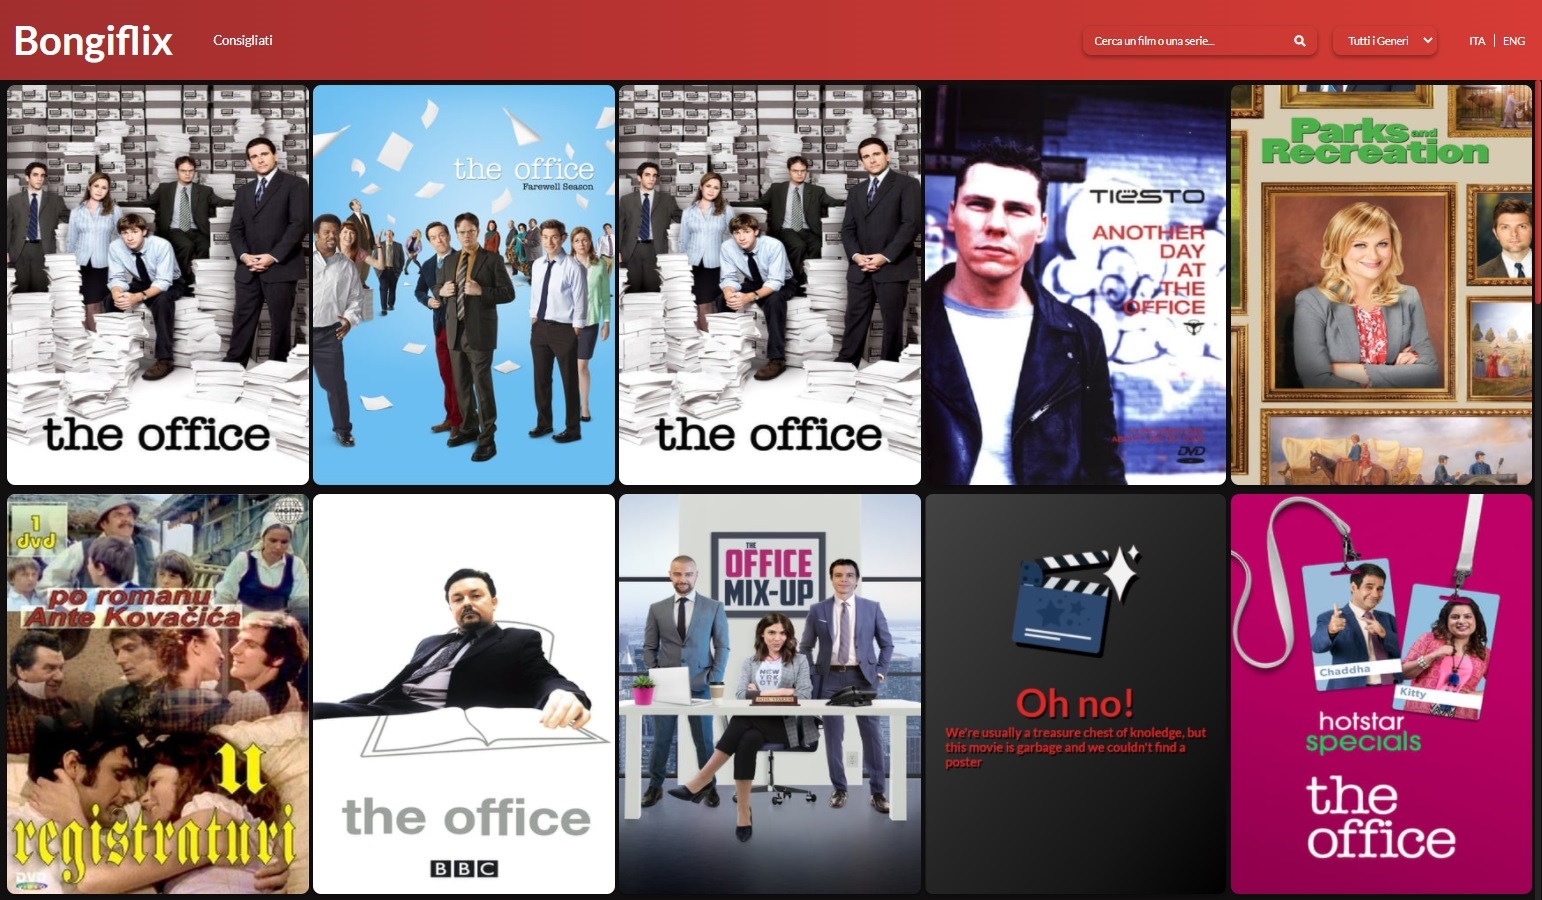 Bongiflix
Consigliati
Cerca un film o una serie...
Tutti i Generi
ITA | ENG
the office
the office
Farewell Season
the office
TIËSTO
ANOTHER
DAY
AT
THE
OFFICE
DVD
Parks and
Recreation
1
dvd
po romanu
Ante Kovačića
u
registraturi
DVD
the office
BBC
THE
OFFICE
MIX-UP
NEW
YORK
CITY
Oh no!
We're usually a treasure chest of knoledge, but
this movie is garbage and we couldn't find a
poster
Chaddha
Kitty
hotstar
specials
the
office